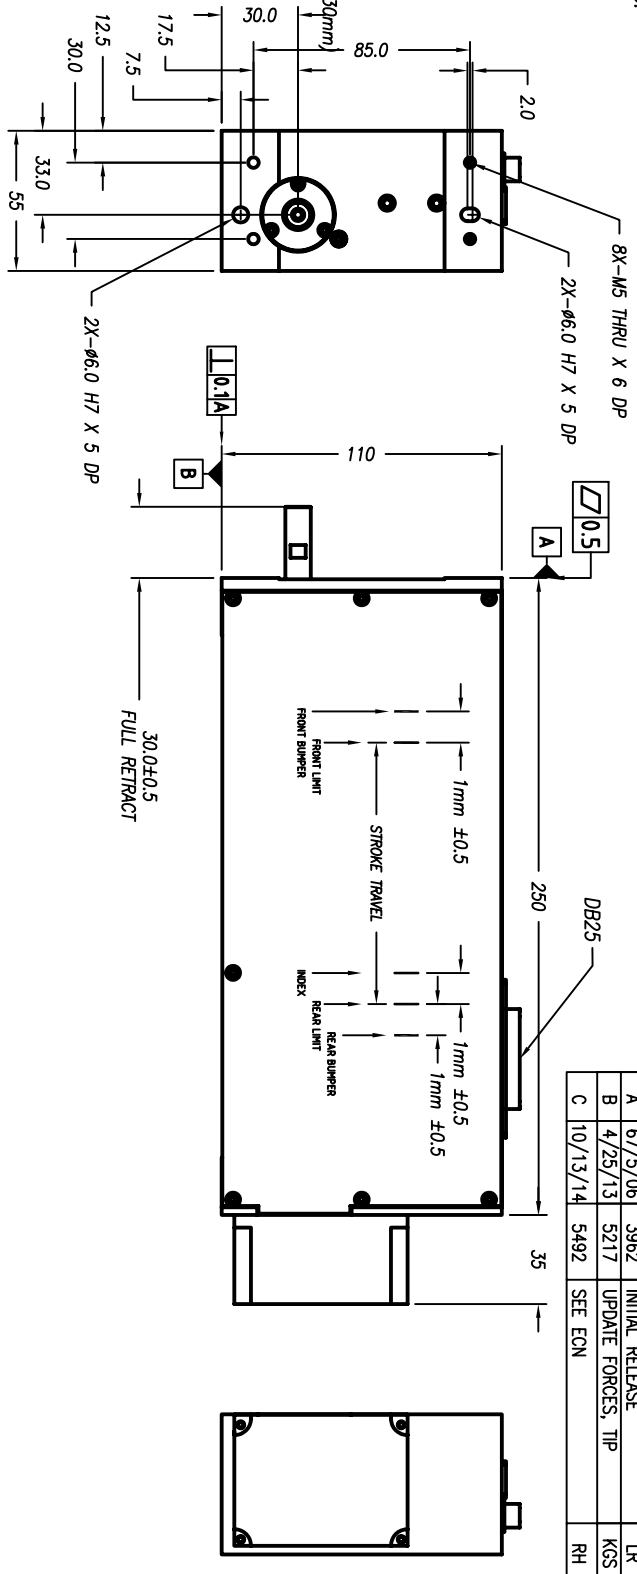 30mm)
30.0
85.0
2.0
17.5
12.5
7.5
30.0
33.0
55
8X-M5 THRU X 6 DP
2X-ø6.0 H7 X 5 DP
2X-ø6.0 H7 X 5 DP
⊥ 0.1 A
B
110
▱ 0.5
A
30.0±0.5
FULL RETRACT
FRONT BUMPER
FRONT LIMIT
1mm ±0.5
STROKE TRAVEL
250
DB25
INDEX
REAR LIMIT
REAR BUMPER
1mm ±0.5
1mm ±0.5
35
3962 INITIAL RELEASE LR
B 4/25/13 5217 UPDATE FORCES, TIP KGS
C 10/13/14 5492 SEE ECN RH